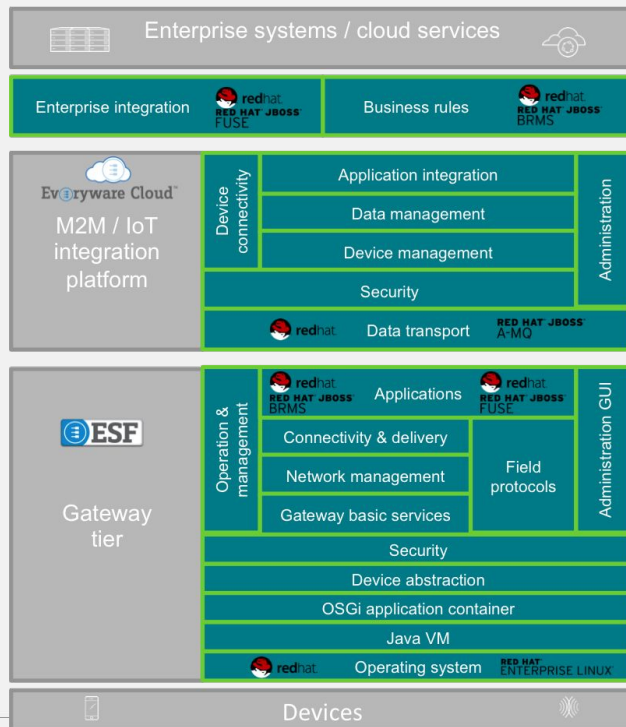 Enterprise systems / cloud services
Enterprise integration
redhat.
RED HAT JBOSS
FUSE
Business rules
redhat.
RED HAT JBOSS
BRMS
Everyware Cloud™
M2M / IoT
integration
platform
Device
connectivity
Application integration
Data management
Device management
Administration
Security
redhat.
Data transport
RED HAT JBOSS
A-MQ
ESF
Gateway
tier
Operation &
management
redhat.
RED HAT JBOSS
BRMS
Applications
redhat.
RED HAT JBOSS
FUSE
Connectivity & delivery
Network management
Gateway basic services
Field
protocols
Administration GUI
Security
Device abstraction
OSGi application container
Java VM
redhat.
Operating system
RED HAT
ENTERPRISE LINUX
Devices